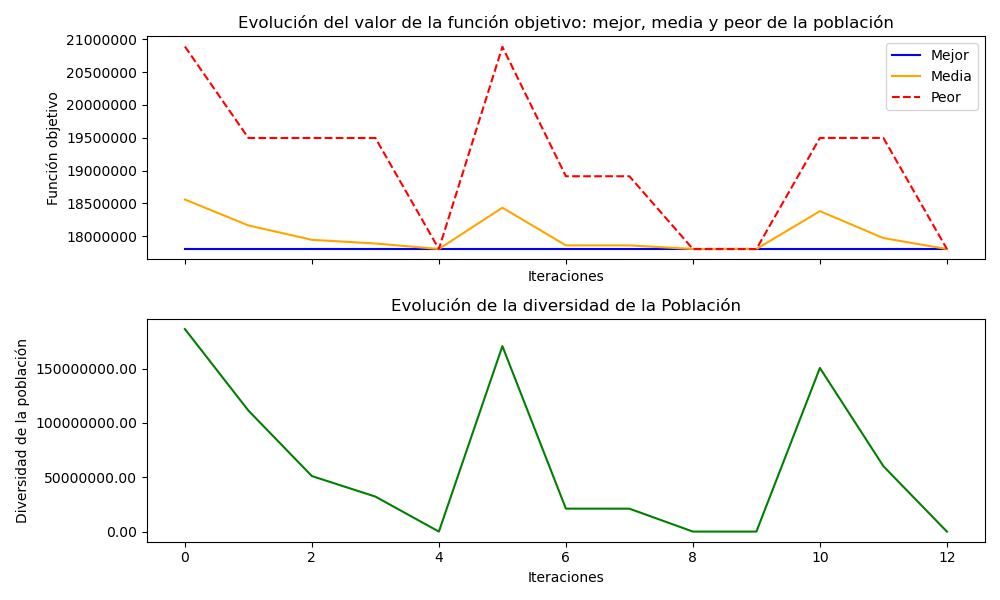 Evolución del valor de la función objetivo: mejor, media y peor de la población
21000000
20500000
20000000
19500000
19000000
18500000
18000000
Función objetivo
Mejor
Media
Peor
Iteraciones
Evolución de la diversidad de la Población
150000000.00
100000000.00
50000000.00
0.00
Diversidad de la población
0 2 4 6 8 10 12
Iteraciones